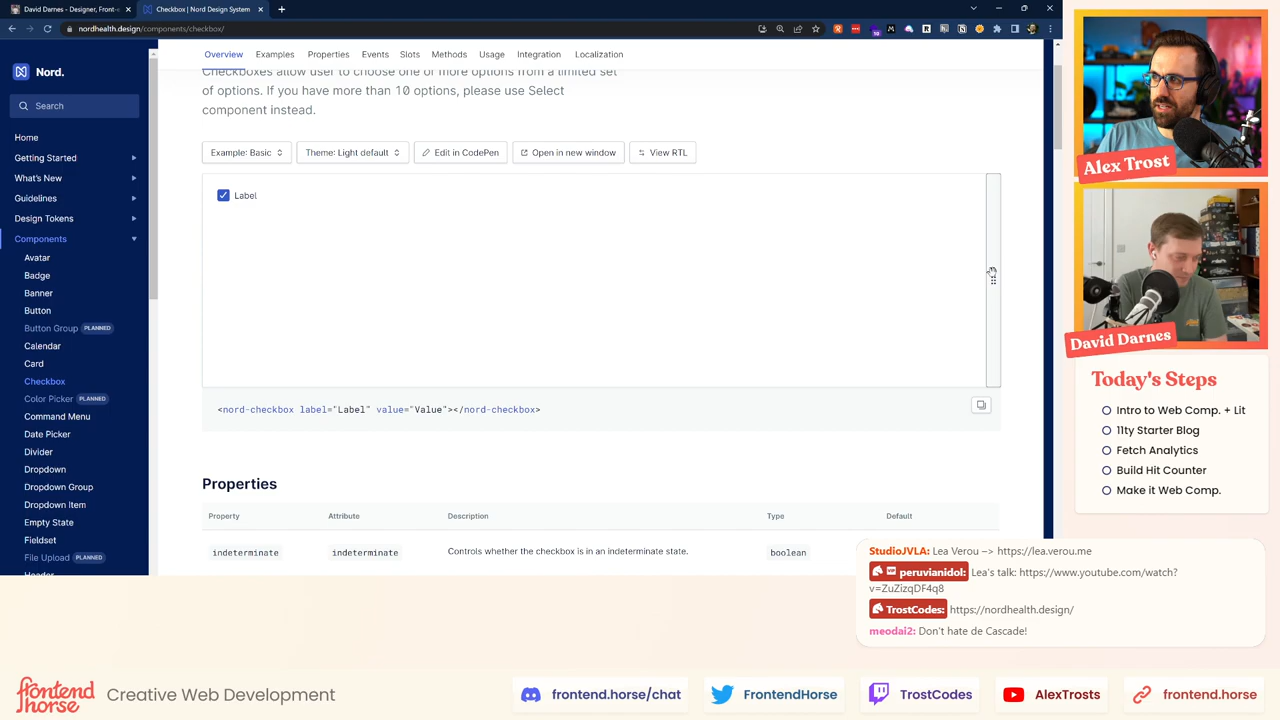 David Darnes - Designer, Front-
Checkbox | Nord Design System
nordhealth.design/components/checkbox/
Nord.
Search
Home
Getting Started
What's New
Guidelines
Design Tokens
Components
Avatar
Badge
Banner
Button
Button Group PLANNED
Calendar
Card
Checkbox
Color Picker PLANNED
Command Menu
Date Picker
Divider
Dropdown
Dropdown Group
Dropdown Item
Empty State
Fieldset
File Upload PLANNED
Header
Overview Examples Properties Events Slots Methods Usage Integration Localization
Checkboxes allow user to choose one or more options from a limited set
of options. If you have more than 10 options, please use Select
component instead.
Example: Basic Theme: Light default Edit in CodePen Open in new window View RTL
Label
<nord-checkbox label="Label" value="Value"></nord-checkbox>
Properties
Property Attribute Description Type Default
indeterminate indeterminate Controls whether the checkbox is in an indeterminate state. boolean
Alex Trost
David Darnes
Today's Steps
Intro to Web Comp. + Lit
11ty Starter Blog
Fetch Analytics
Build Hit Counter
Make it Web Comp.
StudioJVLA: Lea Verou –> https://lea.verou.me
VIP peruvianidol: Lea's talk: https://www.youtube.com/watch?
v=ZuZizqDF4q8
TrostCodes: https://nordhealth.design/
meodai2: Don't hate de Cascade!
frontend
horse
Creative Web Development
frontend.horse/chat
FrontendHorse
TrostCodes
AlexTrosts
frontend.horse